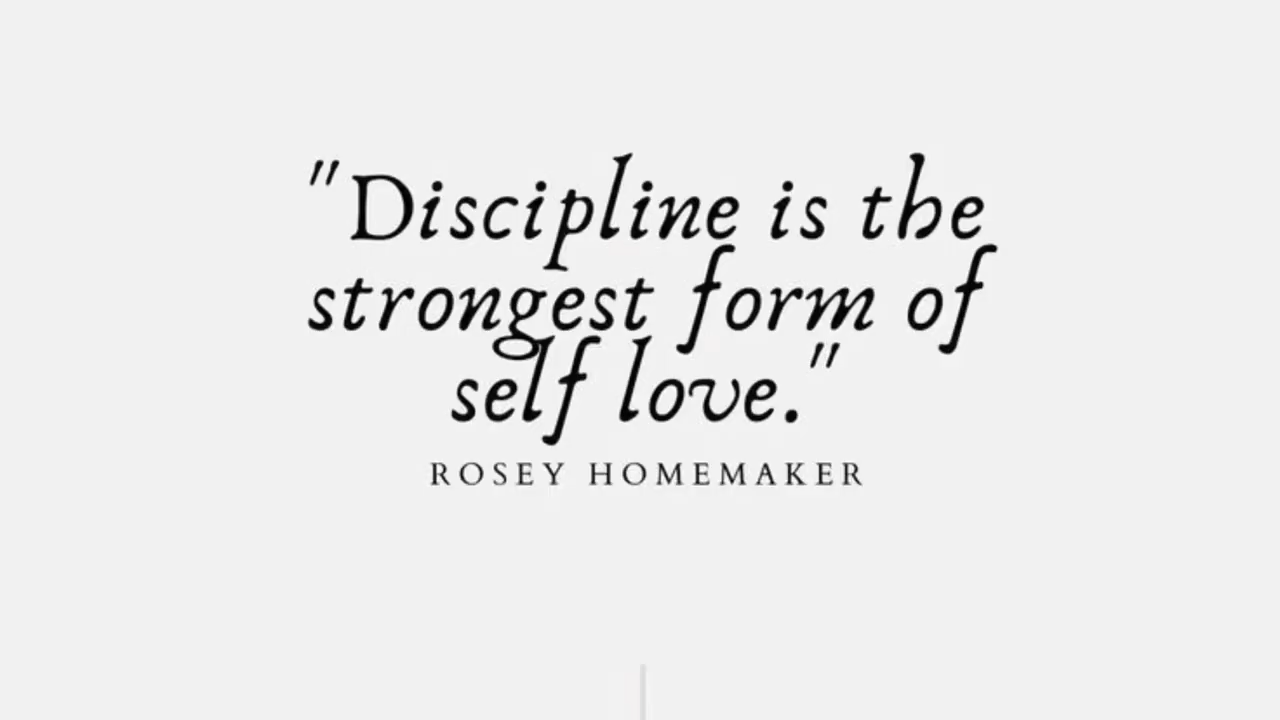 "Discipline is the
strongest form of
self love."
ROSEY HOMEMAKER